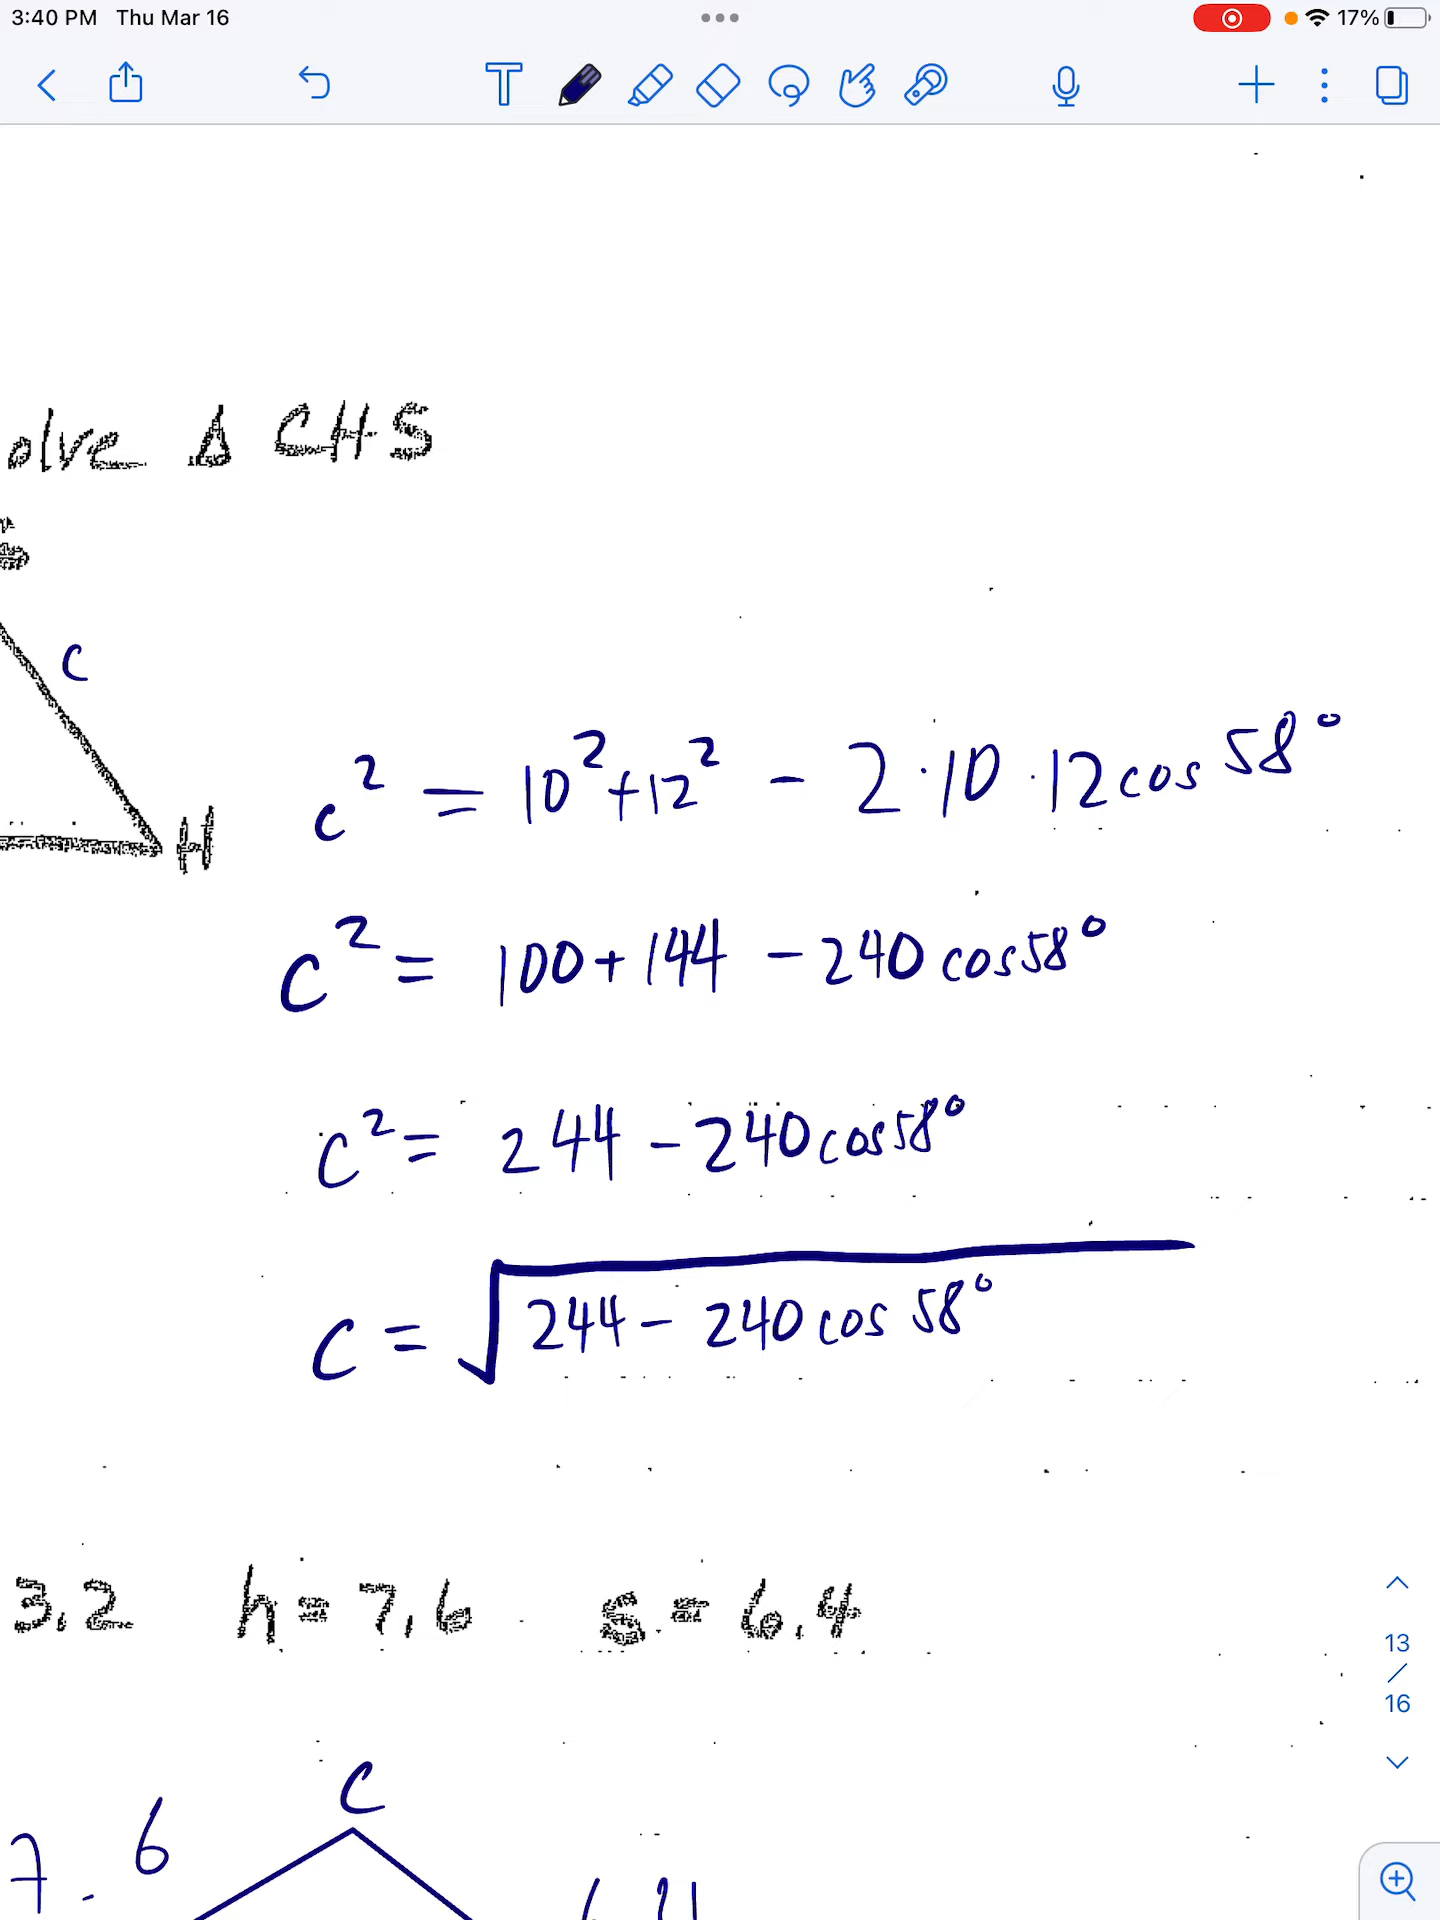 3:40 PM Thu Mar 16
17%
T
olve Δ CHS
c
H
c² = 10² + 12² - 2·10·12 cos 58°
c² = 100 + 144 - 240 cos 58°
c² = 244 - 240 cos 58°
c = √244 - 240 cos 58°
3.2 h = 7.6 s = 6.4
13
/
16
C
7.6